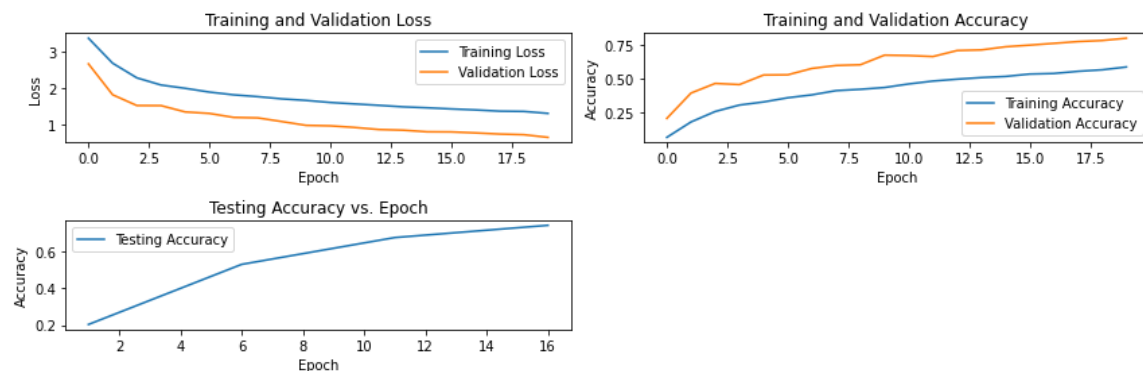 Training and Validation Loss
3
2
1
Loss
Training Loss
Validation Loss
0.0 2.5 5.0 7.5 10.0 12.5 15.0 17.5
Epoch
Training and Validation Accuracy
0.75
0.50
0.25
Accuracy
Training Accuracy
Validation Accuracy
0.0 2.5 5.0 7.5 10.0 12.5 15.0 17.5
Epoch
Testing Accuracy vs. Epoch
0.6
0.4
0.2
Accuracy
Testing Accuracy
2 4 6 8 10 12 14 16
Epoch